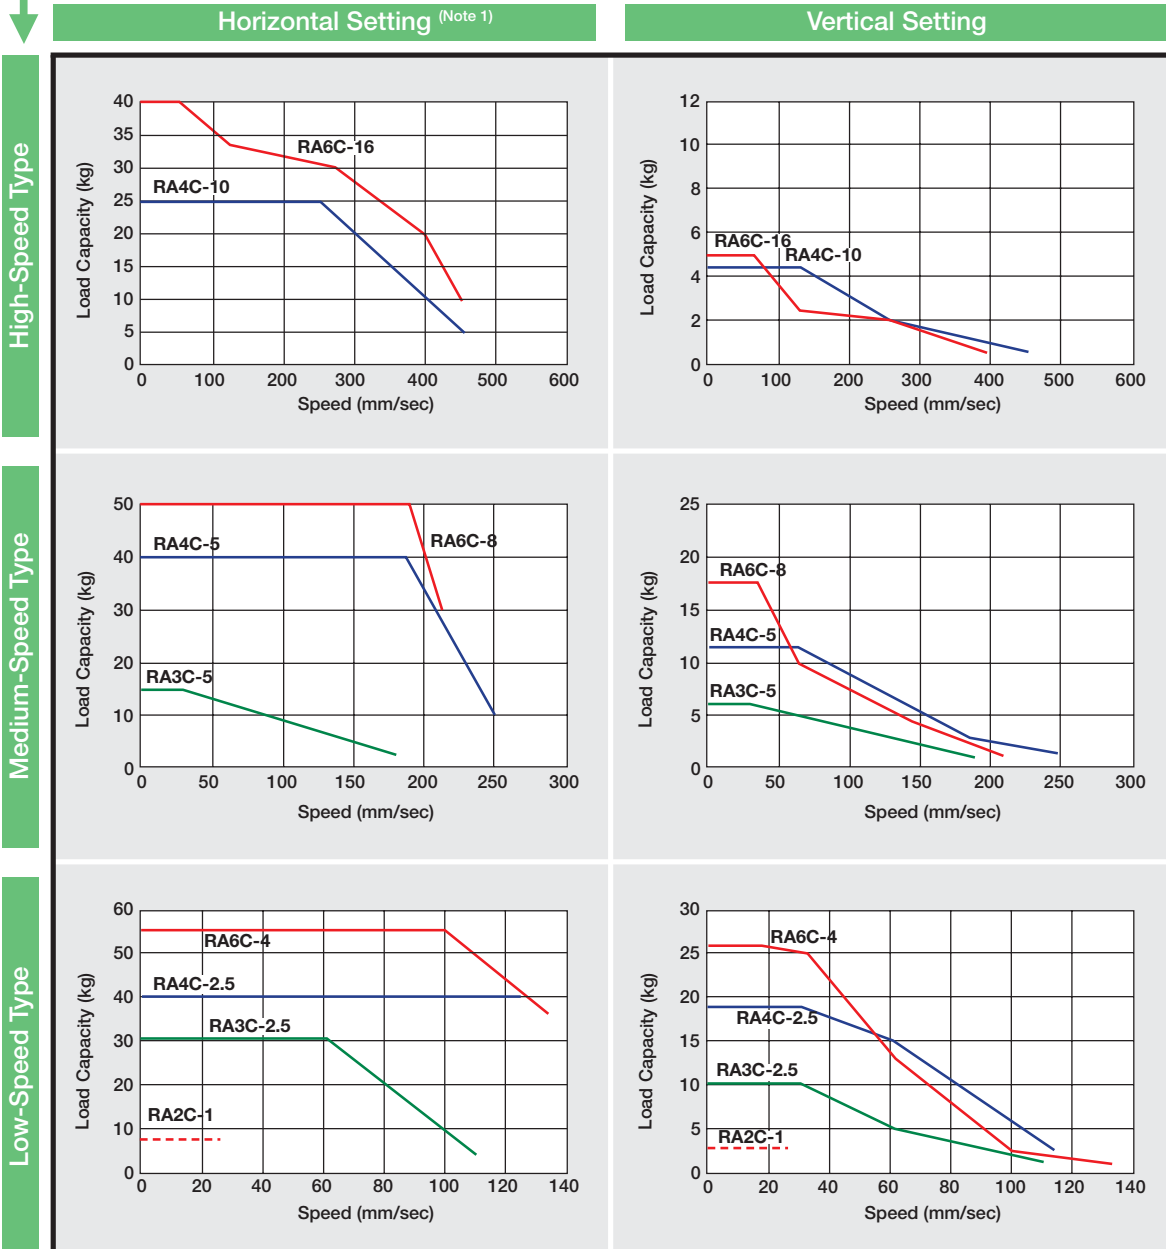 Horizontal Setting (Note 1)
Vertical Setting
High-Speed Type
Load Capacity (kg)
40
35
30
25
20
15
10
5
0
RA6C-16
RA4C-10
0 100 200 300 400 500 600
Speed (mm/sec)
Load Capacity (kg)
12
10
8
6
4
2
0
RA6C-16
RA4C-10
0 100 200 300 400 500 600
Speed (mm/sec)
Medium-Speed Type
Load Capacity (kg)
50
40
30
20
10
0
RA4C-5
RA6C-8
RA3C-5
0 50 100 150 200 250 300
Speed (mm/sec)
Load Capacity (kg)
25
20
15
10
5
0
RA6C-8
RA4C-5
RA3C-5
0 50 100 150 200 250 300
Speed (mm/sec)
Low-Speed Type
Load Capacity (kg)
60
50
50
40
30
20
10
0
RA6C-4
RA4C-2.5
RA3C-2.5
RA2C-1
0 20 40 60 80 100 120 140
Speed (mm/sec)
Load Capacity (kg)
30
25
20
15
10
5
0
RA6C-4
RA4C-2.5
RA3C-2.5
RA2C-1
0 20 40 60 80 100 120 140
Speed (mm/sec)